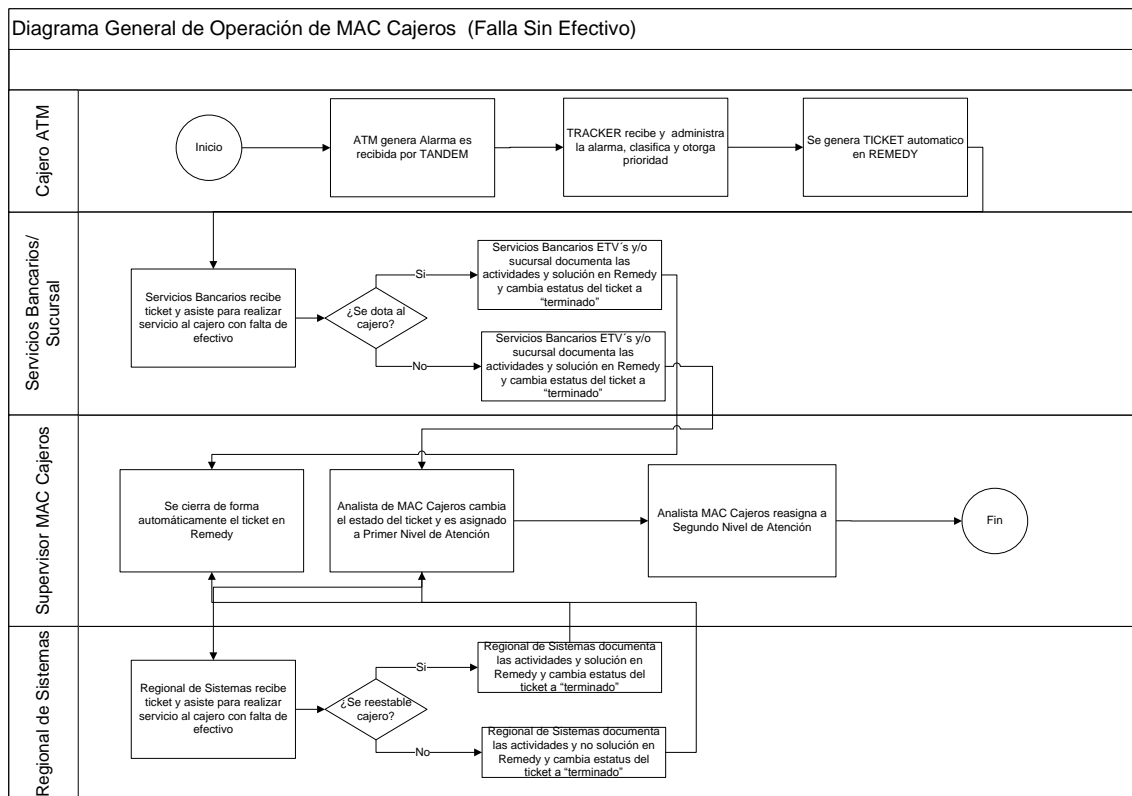 Diagrama General de Operación de MAC Cajeros  (Falla Sin Efectivo)
Cajero ATM
Inicio
ATM genera Alarma es
recibida por TANDEM
TRACKER recibe y  administra
la alarma, clasifica y otorga
prioridad
Se genera TICKET automatico
en REMEDY
Servicios Bancarios/
Sucursal
Servicios Bancarios recibe
ticket y asiste para realizar
servicio al cajero con falta de
efectivo
¿Se dota al
cajero?
Si
Servicios Bancarios ETV´s y/o
sucursal documenta las
actividades y solución en Remedy
y cambia estatus del ticket a
“terminado”
No
Servicios Bancarios ETV´s y/o
sucursal documenta las
actividades y solución en Remedy
y cambia estatus del ticket a
“terminado”
Supervisor MAC Cajeros
Se cierra de forma
automáticamente el ticket en
Remedy
Analista de MAC Cajeros cambia
el estado del ticket y es asignado
a Primer Nivel de Atención
Analista MAC Cajeros reasigna a
Segundo Nivel de Atención
Fin
Regional de Sistemas
Regional de Sistemas recibe
ticket y asiste para realizar
servicio al cajero con falta de
efectivo
¿Se reestable
cajero?
Si
Regional de Sistemas documenta
las actividades y solución en
Remedy y cambia estatus del
ticket a “terminado”
No
Regional de Sistemas documenta
las actividades y no solución en
Remedy y cambia estatus del
ticket a “terminado”